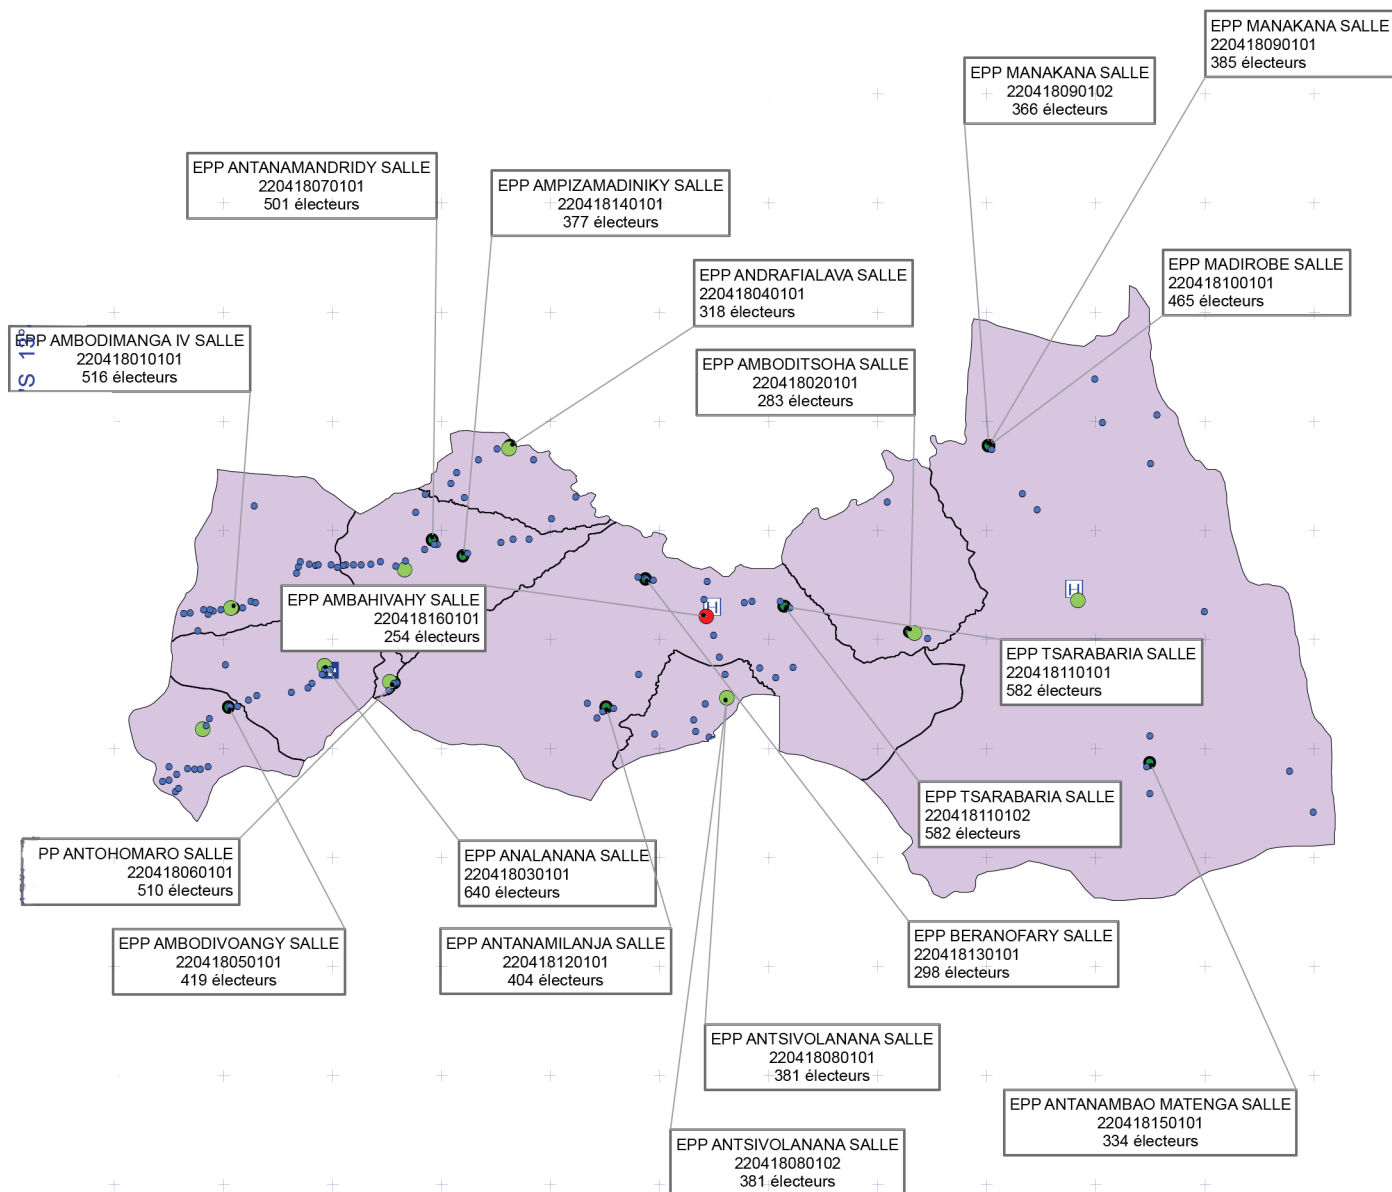 EPP MANAKANA SALLE
220418090101
385 électeurs
EPP MANAKANA SALLE
220418090102
366 électeurs
EPP ANTANAMANDRIDY SALLE
220418070101
501 électeurs
EPP AMPIZAMADINIKY SALLE
220418140101
377 électeurs
EPP MADIROBE SALLE
220418100101
465 électeurs
EPP ANDRAFIALAVA SALLE
220418040101
318 électeurs
EPP AMBODIMANGA IV SALLE
220418010101
516 électeurs
'S 13°
EPP AMBODITSOHA SALLE
220418020101
283 électeurs
H
H
EPP AMBAHIVAHY SALLE
220418160101
254 électeurs
EPP TSARABARIA SALLE
220418110101
582 électeurs
EPP TSARABARIA SALLE
220418110102
582 électeurs
PP ANTOHOMARO SALLE
220418060101
510 électeurs
EPP ANALANANA SALLE
220418030101
640 électeurs
EPP AMBODIVOANGY SALLE
220418050101
419 électeurs
EPP ANTANAMILANJA SALLE
220418120101
404 électeurs
EPP BERANOFARY SALLE
220418130101
298 électeurs
EPP ANTSIVOLANANA SALLE
220418080101
381 électeurs
EPP ANTANAMBAO MATENGA SALLE
220418150101
334 électeurs
EPP ANTSIVOLANANA SALLE
220418080102
381 électeurs